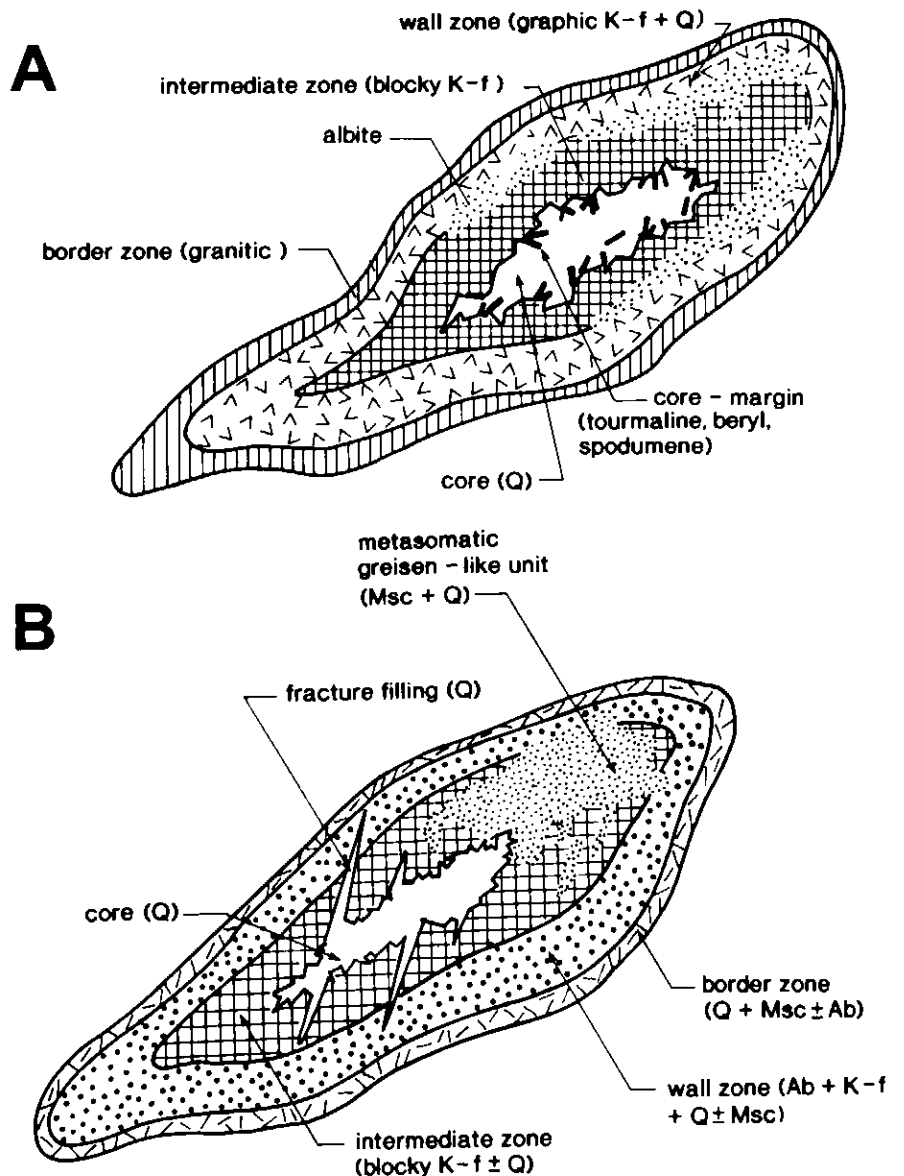 A
wall zone (graphic K-f + Q)
intermediate zone (blocky K-f)
albite
border zone (granitic)
core - margin
(tourmaline, beryl,
spodumene)
core (Q)
B
metasomatic
greisen - like unit
(Msc + Q)
fracture filling (Q)
core (Q)
border zone
(Q + Msc ± Ab)
wall zone (Ab + K-f
+ Q ± Msc)
intermediate zone
(blocky K-f ± Q)